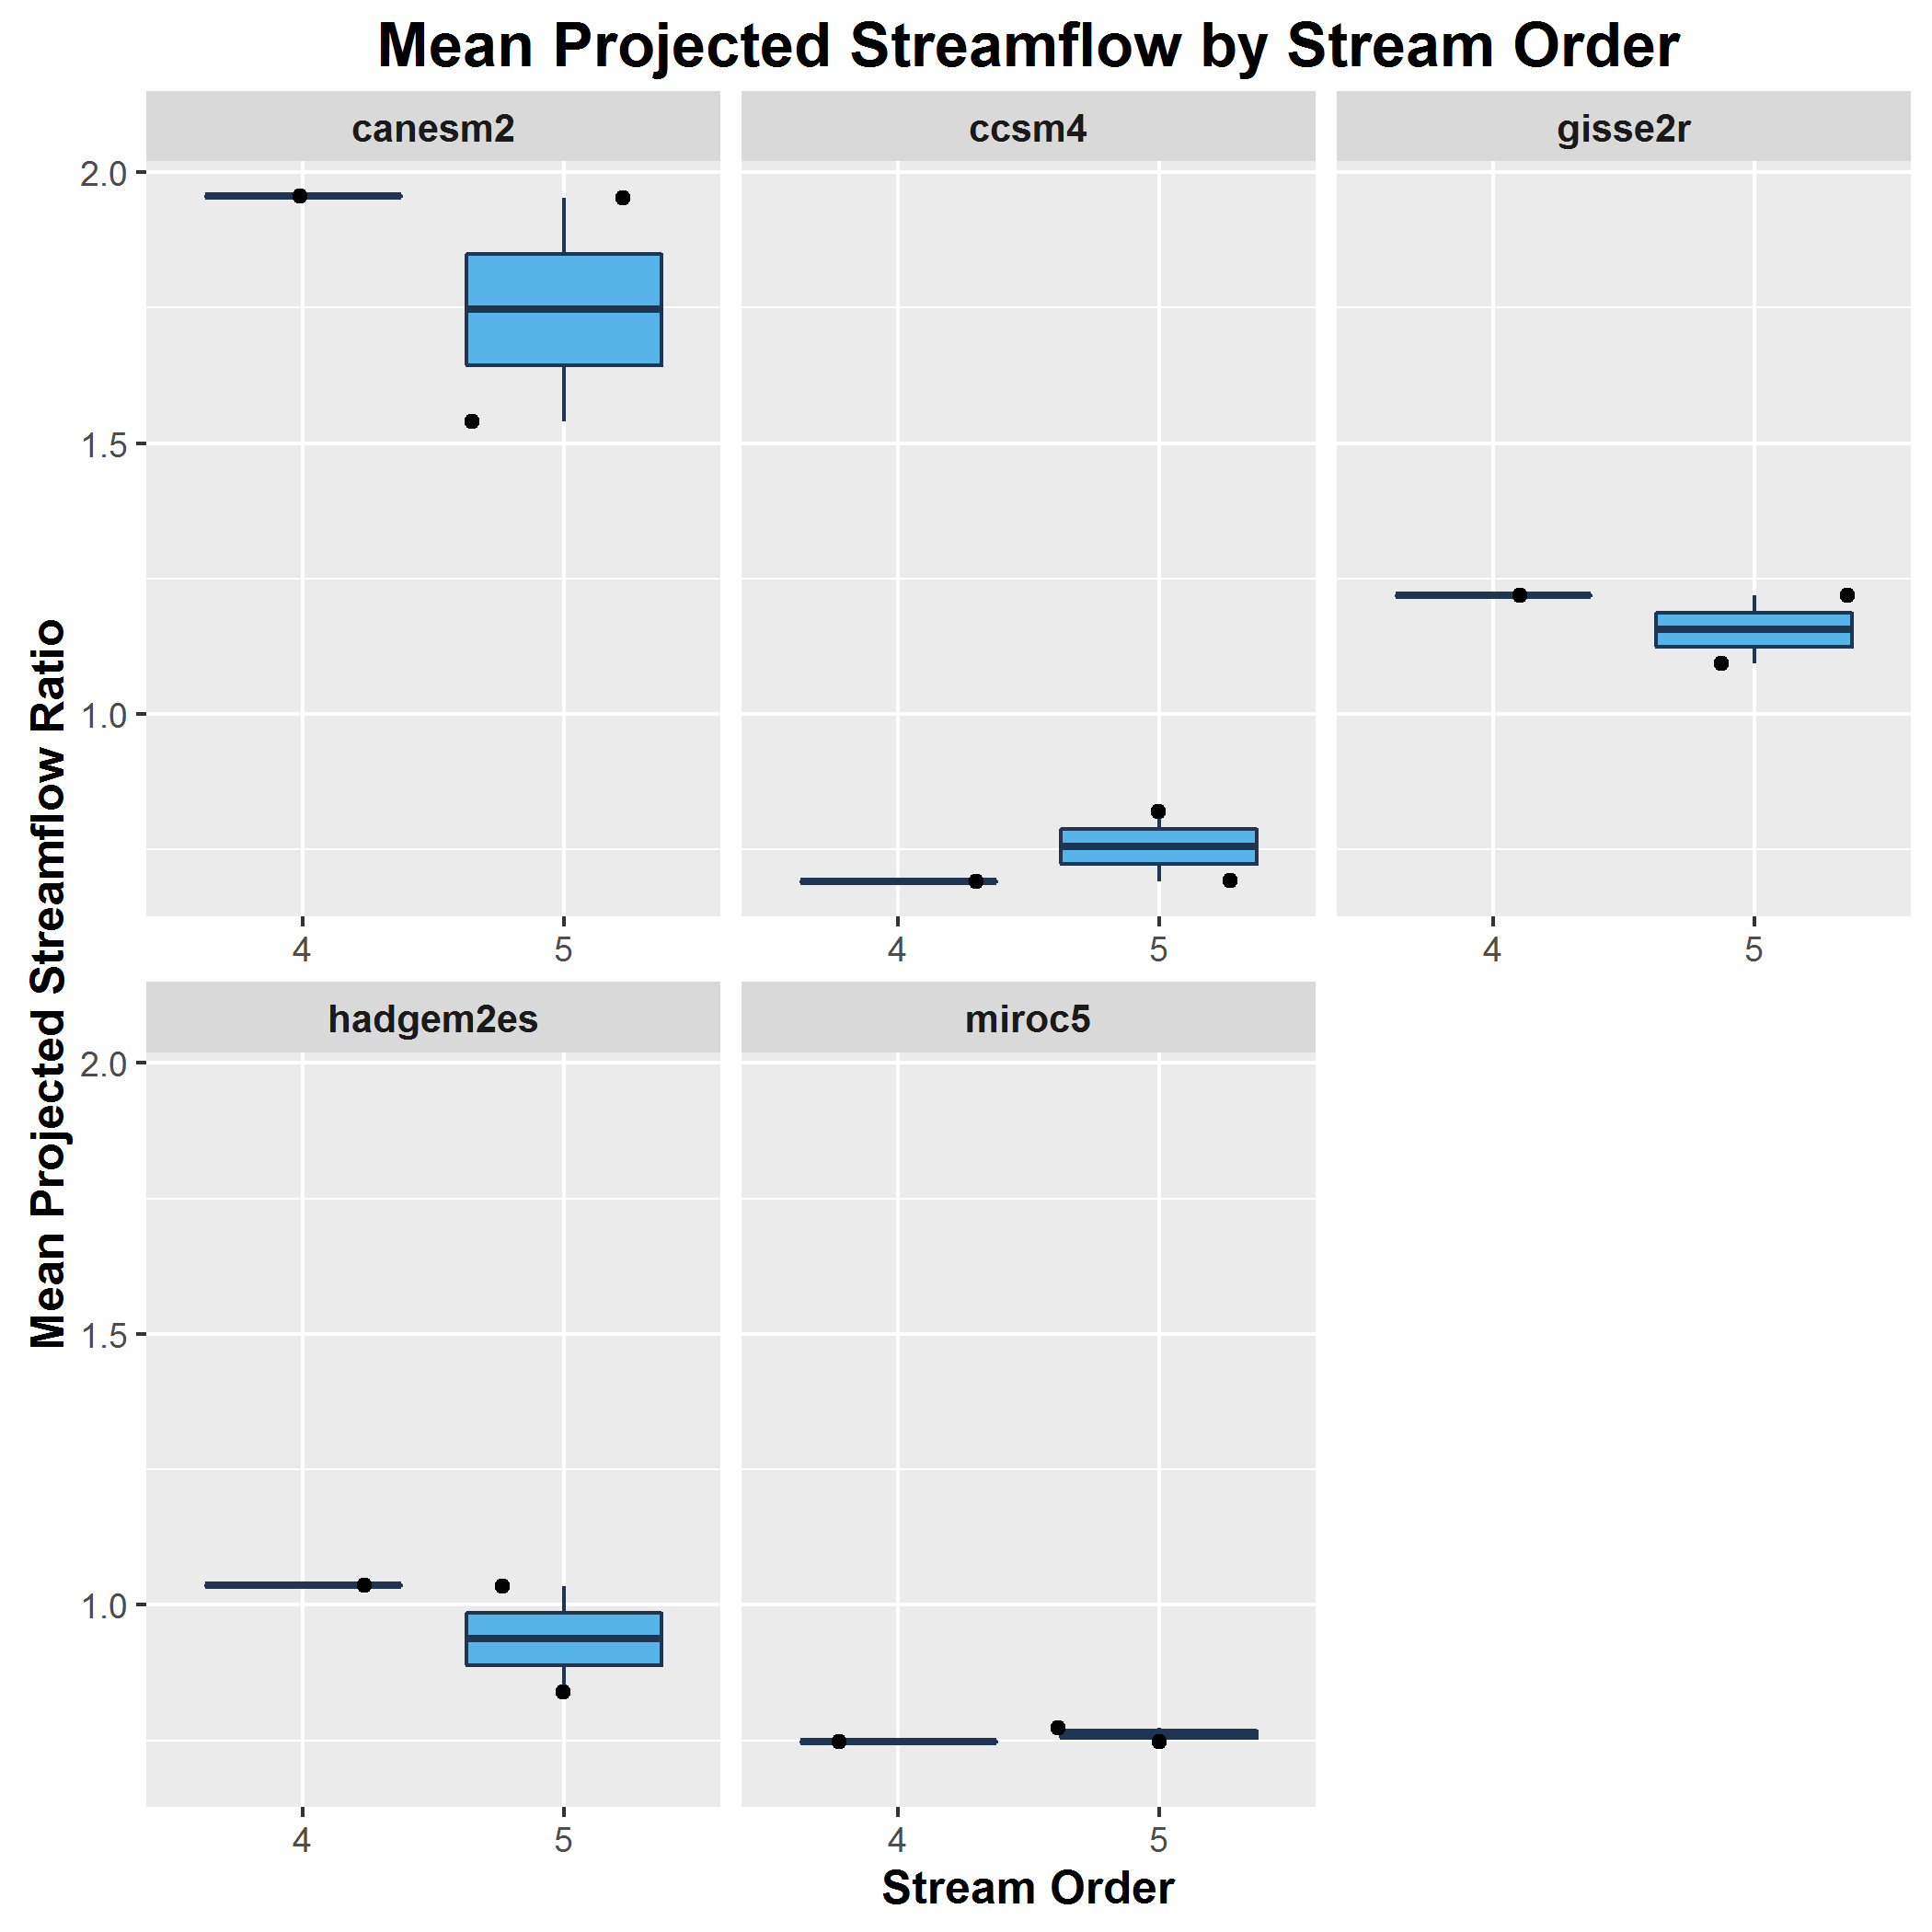 Mean Projected Streamflow by Stream Order
canesm2
ccsm4
gisse2r
2.0
1.5
1.0
4
5
4
5
4
5
Mean Projected Streamflow Ratio
hadgem2es
miroc5
2.0
1.5
1.0
4
5
4
5
Stream Order